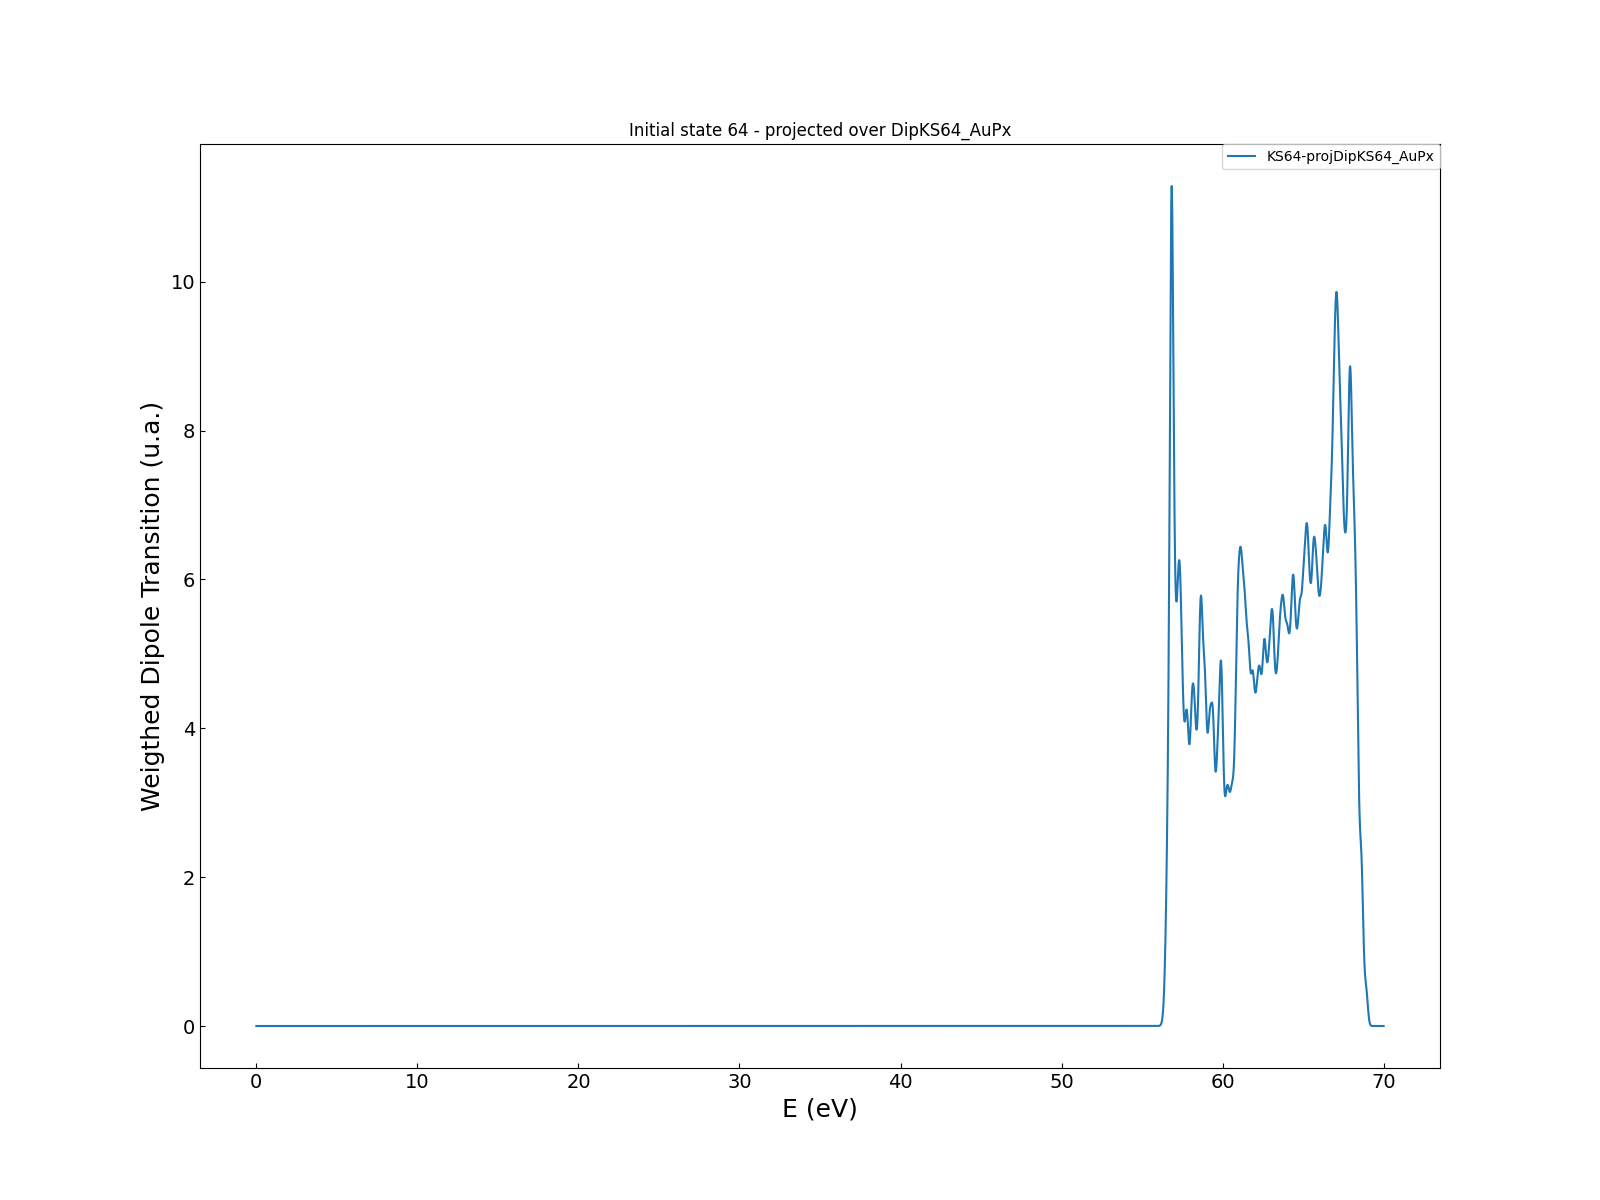 Initial state 64 - projected over DipKS64_AuPx
KS64-projDipKS64_AuPx
Weigthed Dipole Transition (u.a.)
10
8
6
4
2
0
0 10 20 30 40 50 60 70
E (eV)